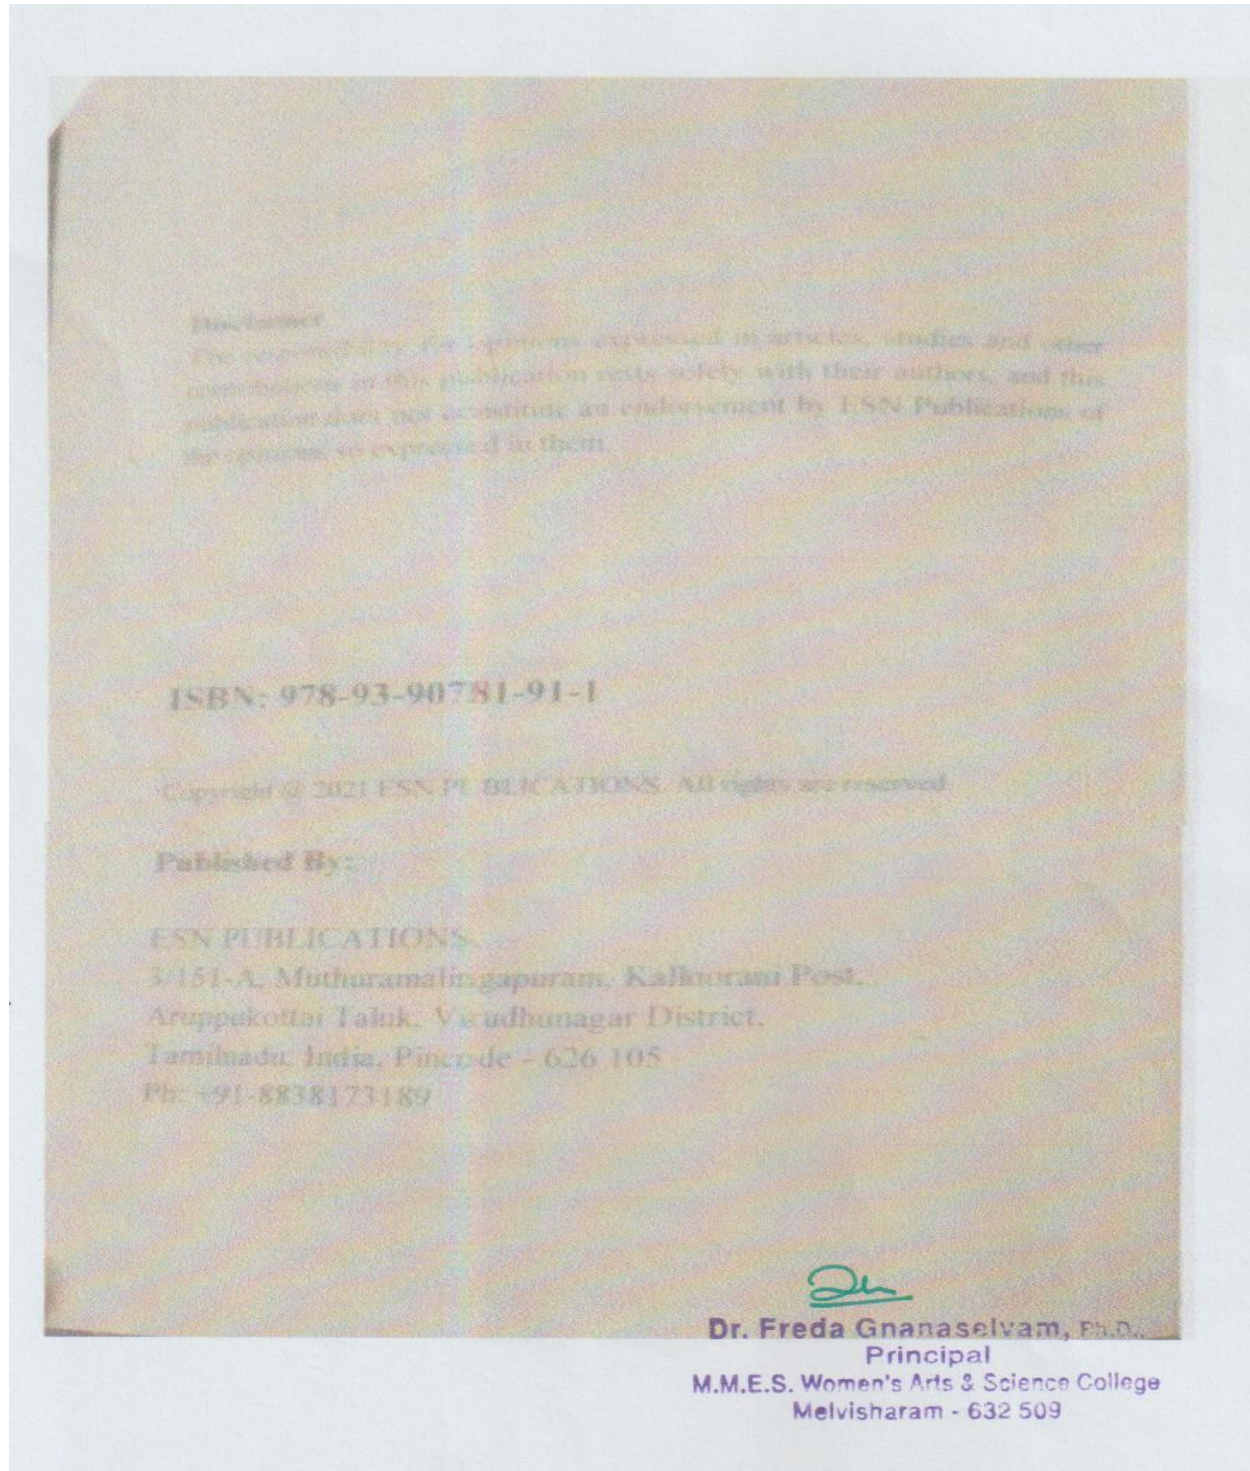 Disclaimer
The responsibility for opinions expressed in articles, studies and other
contributions in this publication rests solely with their authors, and this
publication does not constitute an endorsement by ESN Publications of
the opinions so expressed in them.
ISBN: 978-93-90781-91-1
Copyright @ 2021 ESN PUBLICATIONS. All rights are reserved
Published By:
ESN PUBLICATIONS,
3/151-A, Muthuramalingapuram, Kalloorani Post,
Aruppukottai Taluk, Virudhunagar District,
Tamilnadu, India, Pincode - 626 105
Ph: +91-8838173189
Dr. Freda Gnanaselvam, Ph.D.,
Principal
M.M.E.S. Women's Arts & Science College
Melvisharam - 632 509